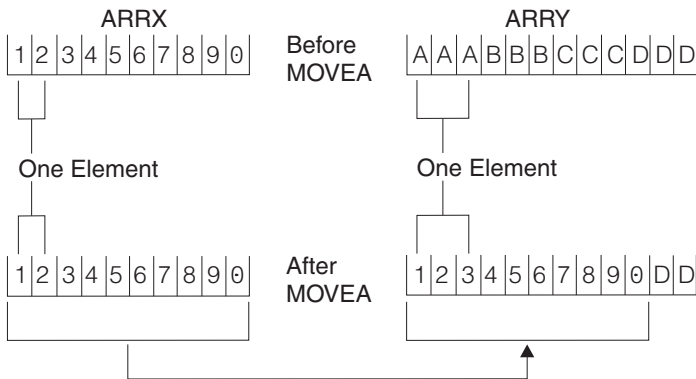 ARRX ARRY
1 2 3 4 5 6 7 8 9 0 Before MOVEA A A A B B B C C C D D D
One Element One Element
1 2 3 4 5 6 7 8 9 0 After MOVEA 1 2 3 4 5 6 7 8 9 0 D D